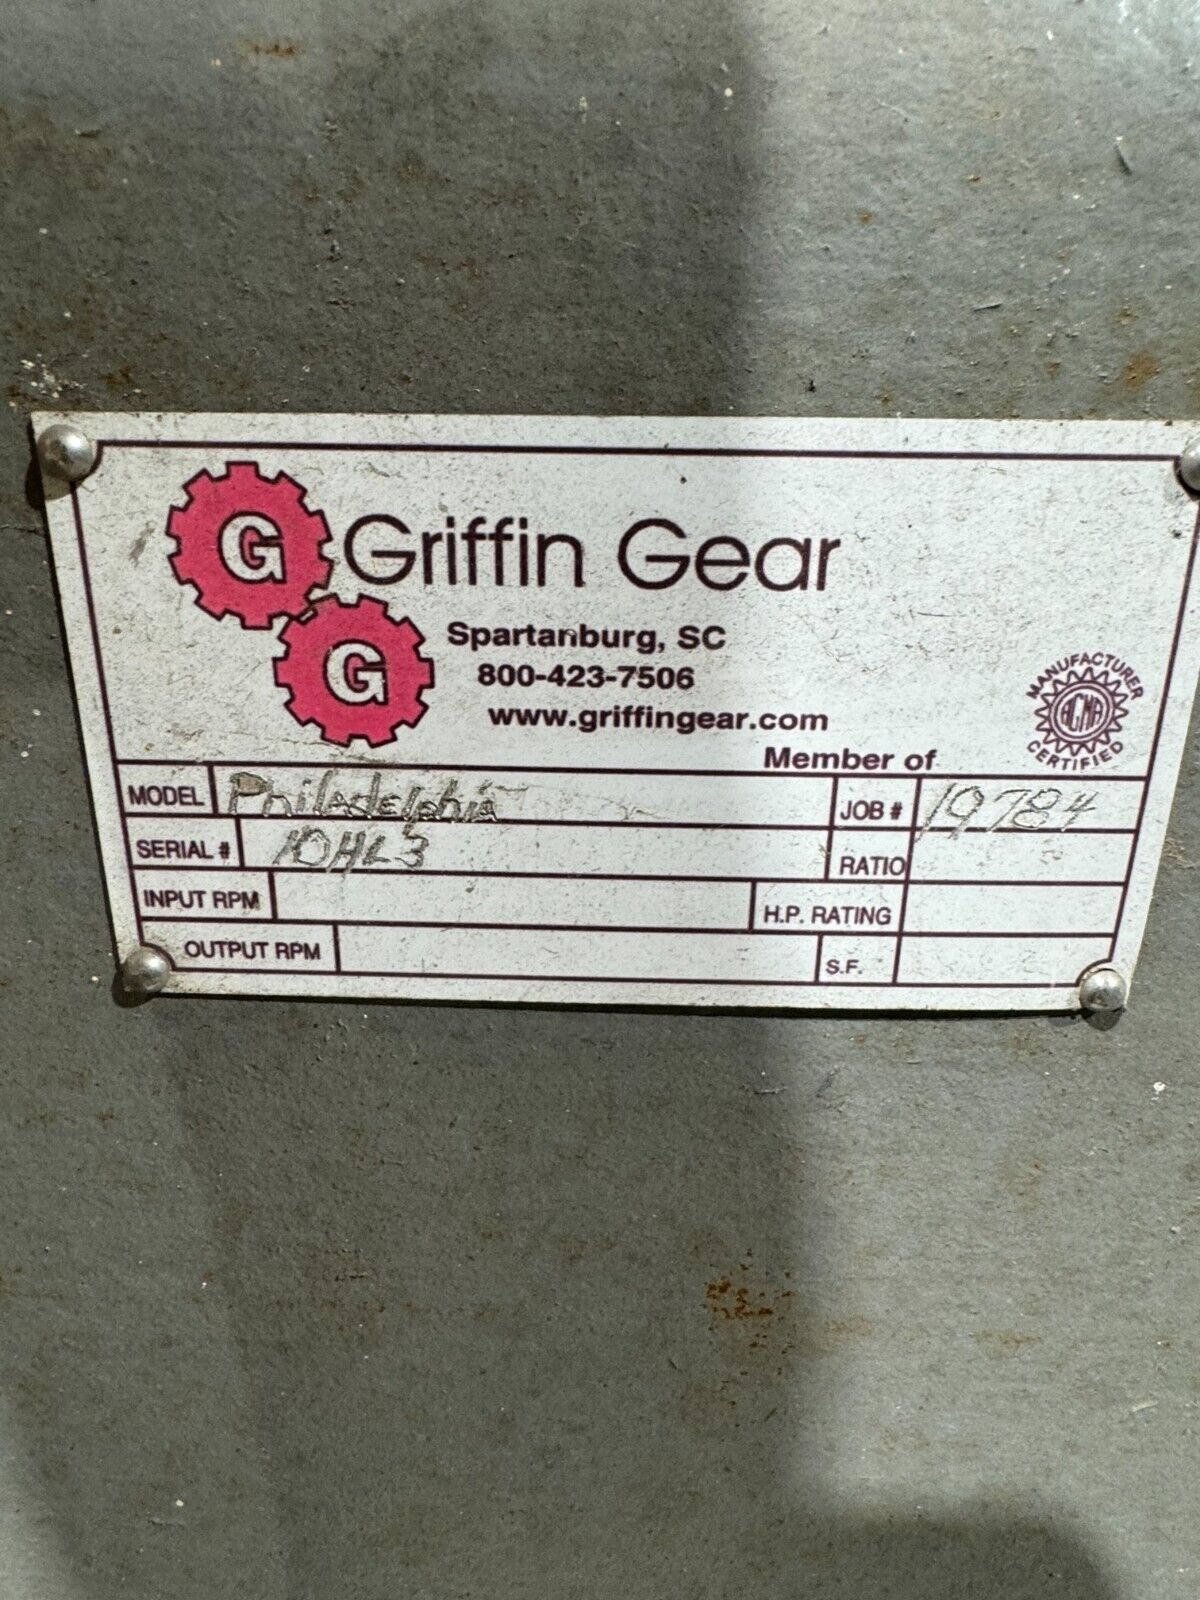 G Griffin Gear
G
Spartanburg, SC
800-423-7506
www.griffingear.com
Member of
MANUFACTURER
AGMA
CERTIFIED
MODEL Philadelphia JOB # 19784
SERIAL # 10HL3 RATIO
INPUT RPM H.P. RATING
OUTPUT RPM S.F.